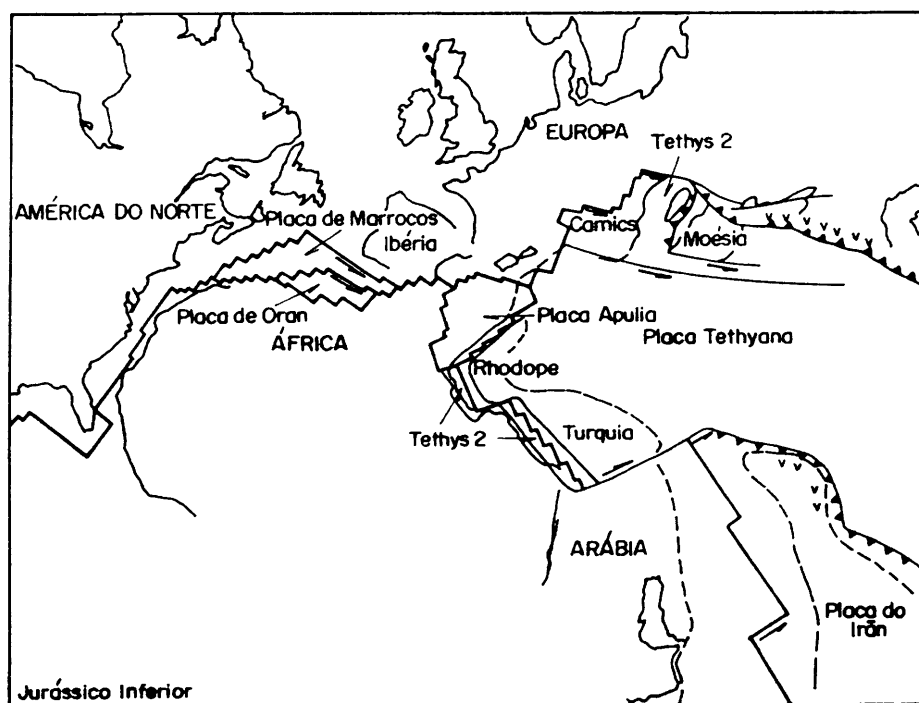 EUROPA
Tethys 2
AMÉRICA DO NORTE
Placa de Marrocos
Ibéria
Carnics
Moésia
Placa de Oran
ÁFRICA
Placa Apulia
Placa Tethyana
Rhodope
Tethys 2
Turquia
ARÁBIA
Placa do
Irãn
Jurássico Inferior